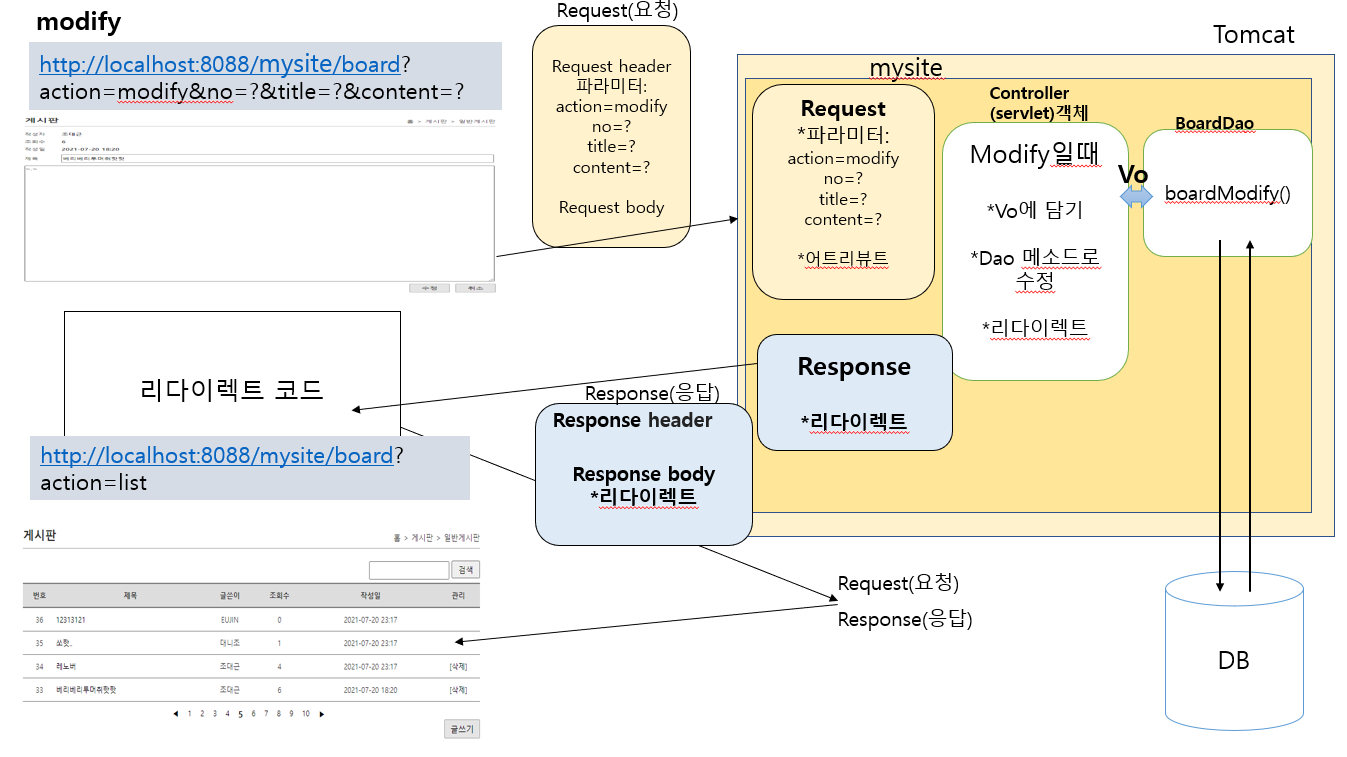 modify
http://localhost:8088/mysite/board?
action=modify&no=?&title=?&content=?
게시판
홈 > 게시판 > 일반게시판
작성자 조대근
조회수 6
작성일 2021-07-20 18:20
제목 베리베리투머취핫핫
수정 취소
Request(요청)
Request header
파라미터:
action=modify
no=?
title=?
content=?
Request body
Tomcat
mysite
Request
*파라미터:
action=modify
no=?
title=?
content=?
*어트리뷰트
Controller
(servlet)객체
Modify일때
*Vo에 담기
*Dao 메소드로
수정
*리다이렉트
Vo
BoardDao
boardModify()
Response
*리다이렉트
Response(응답)
Response header
Response body
*리다이렉트
리다이렉트 코드
http://localhost:8088/mysite/board?
action=list
게시판
홈 > 게시판 > 일반게시판
검색
번호 제목 글쓴이 조회수 작성일 관리
36 12313121 EUJIN 0 2021-07-20 23:17
35 쏘핫.. 대니조 1 2021-07-20 23:17
34 레노버 조대근 4 2021-07-20 23:17 [삭제]
33 베리베리투머취핫핫 조대근 6 2021-07-20 18:20 [삭제]
◀ 1 2 3 4 5 6 7 8 9 10 ▶
글쓰기
Request(요청)
Response(응답)
DB